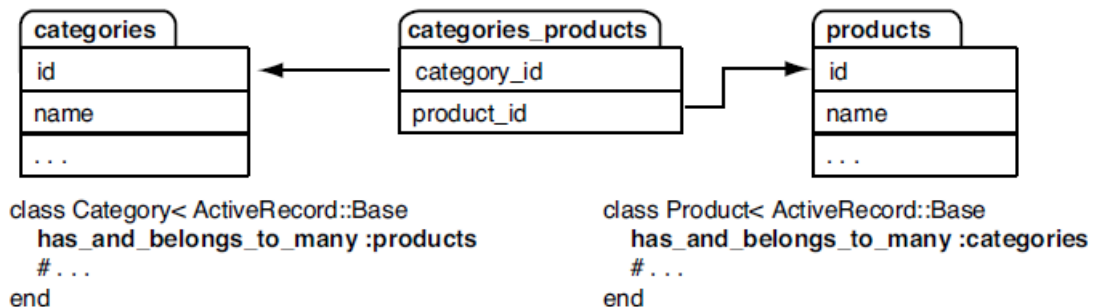 categories
id
name
. . .
categories_products
category_id
product_id
products
id
name
. . .
class Category< ActiveRecord::Base
has_and_belongs_to_many :products
# . . .
end
class Product< ActiveRecord::Base
has_and_belongs_to_many :categories
# . . .
end